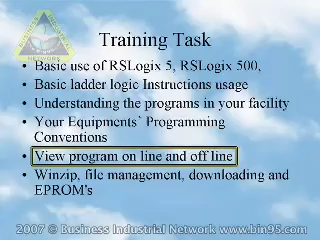 Training Task
• Basic use of RSLogix 5, RSLogix 500,
• Basic ladder logic Instructions usage
• Understanding the programs in your facility
• Your Equipments` Programming
Conventions
• View program on line and off line
• Winzip, file management, downloading and
EPROM's
2007 © Business Industrial Network www.bin95.com